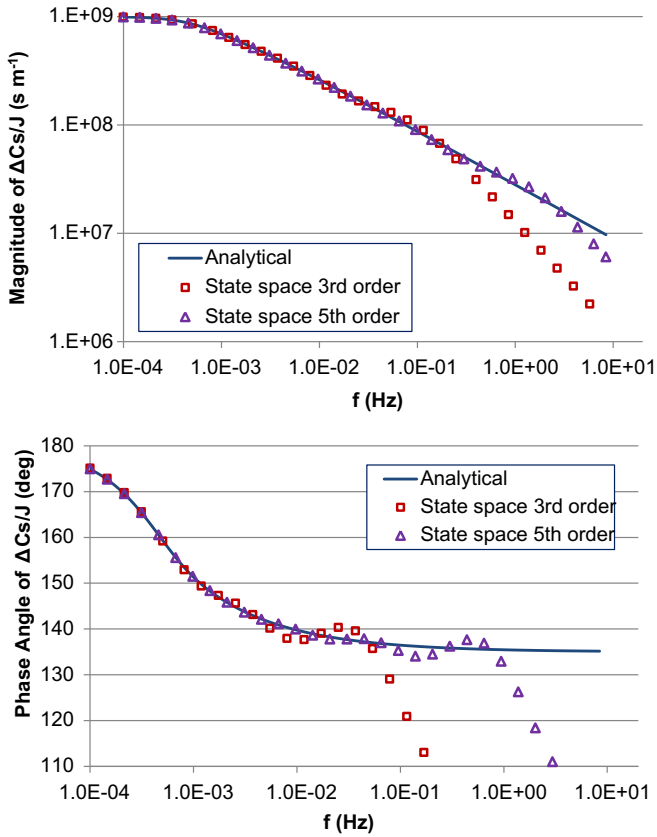 1.E+09
1.E+08
1.E+07
1.E+06
Magnitude of ΔCs/J (s m⁻¹)
Analytical
State space 3rd order
State space 5th order
1.0E-04 1.0E-03 1.0E-02 1.0E-01 1.0E+00 1.0E+01
f (Hz)
180
170
160
150
140
130
120
110
Phase Angle of ΔCs/J (deg)
Analytical
State space 3rd order
State space 5th order
1.0E-04 1.0E-03 1.0E-02 1.0E-01 1.0E+00 1.0E+01
f (Hz)